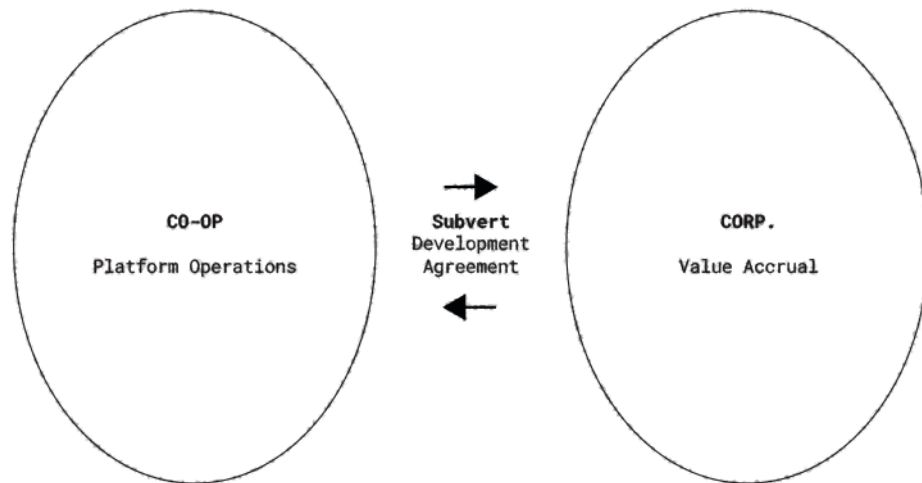 CO-OP
Platform Operations
Subvert
Development
Agreement
CORP.
Value Accrual